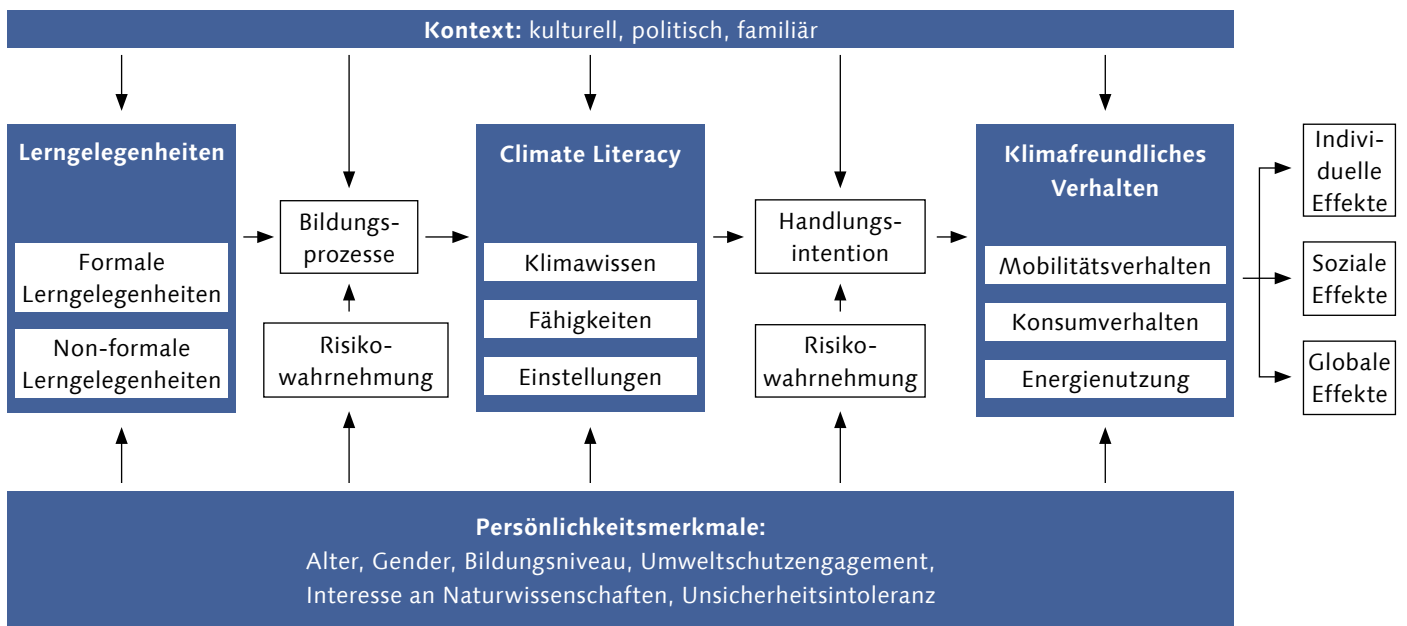 Kontext: kulturell, politisch, familiär
Lerngelegenheiten
Formale
Lerngelegenheiten
Non-formale
Lerngelegenheiten
Bildungs-
prozesse
Risiko-
wahrnehmung
Climate Literacy
Klimawissen
Fähigkeiten
Einstellungen
Handlungs-
intention
Risiko-
wahrnehmung
Klimafreundliches
Verhalten
Mobilitätsverhalten
Konsumverhalten
Energienutzung
Indivi-
duelle
Effekte
Soziale
Effekte
Globale
Effekte
Persönlichkeitsmerkmale:
Alter, Gender, Bildungsniveau, Umweltschutzengagement,
Interesse an Naturwissenschaften, Unsicherheitsintoleranz